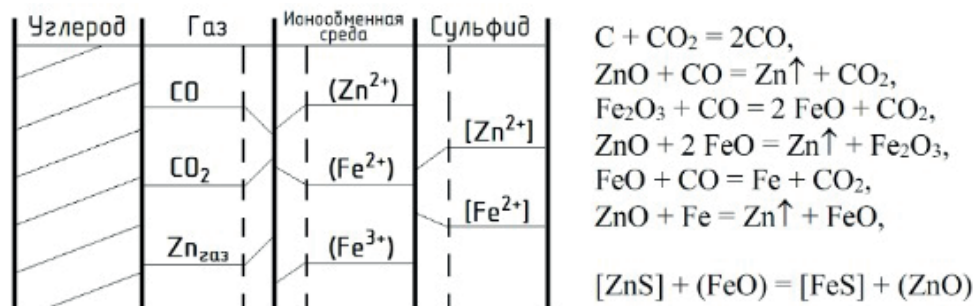 Углерод Газ Ионообменная среда Сульфид
CO (Zn²⁺)
[Zn²⁺]
CO₂ (Fe²⁺)
[Fe²⁺]
Znгаз (Fe³⁺)
C + CO₂ = 2CO,
ZnO + CO = Zn↑ + CO₂,
Fe₂O₃ + CO = 2 FeO + CO₂,
ZnO + 2 FeO = Zn↑ + Fe₂O₃,
FeO + CO = Fe + CO₂,
ZnO + Fe = Zn↑ + FeO,
[ZnS] + (FeO) = [FeS] + (ZnO)